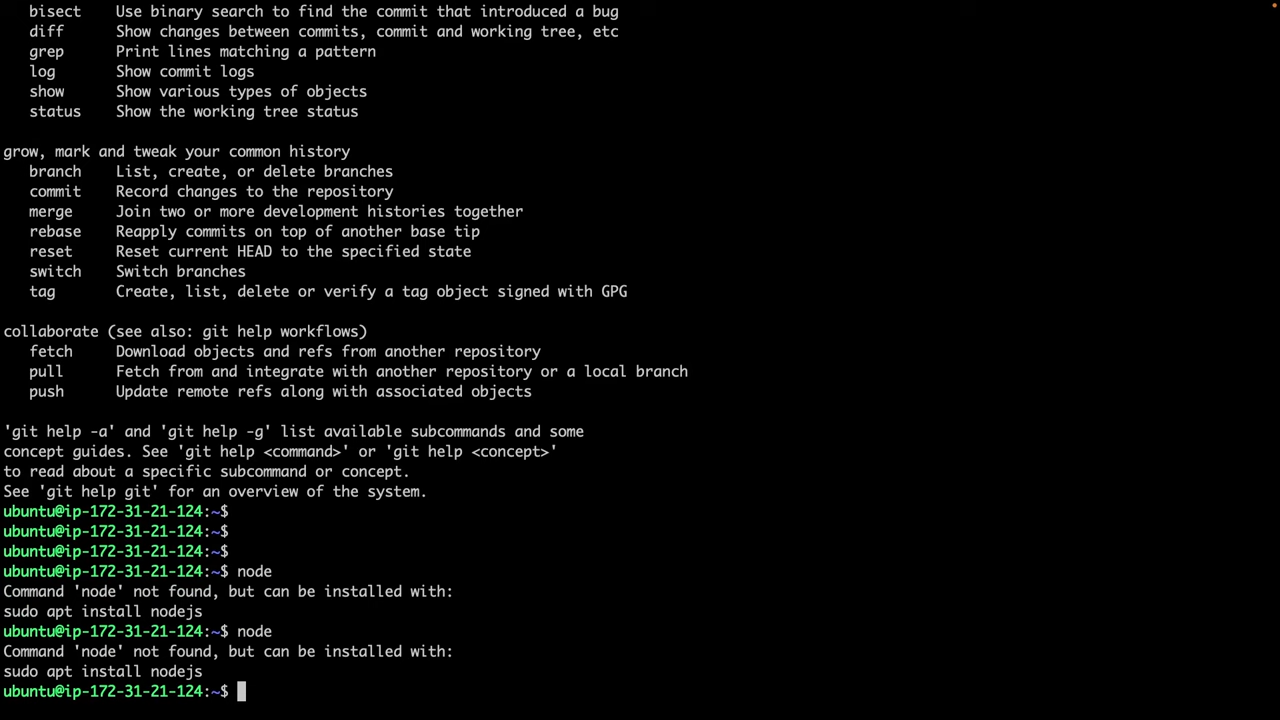 bisect Use binary search to find the commit that introduced a bug
diff Show changes between commits, commit and working tree, etc
grep Print lines matching a pattern
log Show commit logs
show Show various types of objects
status Show the working tree status
grow, mark and tweak your common history
branch List, create, or delete branches
commit Record changes to the repository
merge Join two or more development histories together
rebase Reapply commits on top of another base tip
reset Reset current HEAD to the specified state
switch Switch branches
tag Create, list, delete or verify a tag object signed with GPG
collaborate (see also: git help workflows)
fetch Download objects and refs from another repository
pull Fetch from and integrate with another repository or a local branch
push Update remote refs along with associated objects
'git help -a' and 'git help -g' list available subcommands and some
concept guides. See 'git help <command>' or 'git help <concept>'
to read about a specific subcommand or concept.
See 'git help git' for an overview of the system.
ubuntu@ip-172-31-21-124:~$
ubuntu@ip-172-31-21-124:~$
ubuntu@ip-172-31-21-124:~$
ubuntu@ip-172-31-21-124:~$ node
Command 'node' not found, but can be installed with:
sudo apt install nodejs
ubuntu@ip-172-31-21-124:~$ node
Command 'node' not found, but can be installed with:
sudo apt install nodejs
ubuntu@ip-172-31-21-124:~$